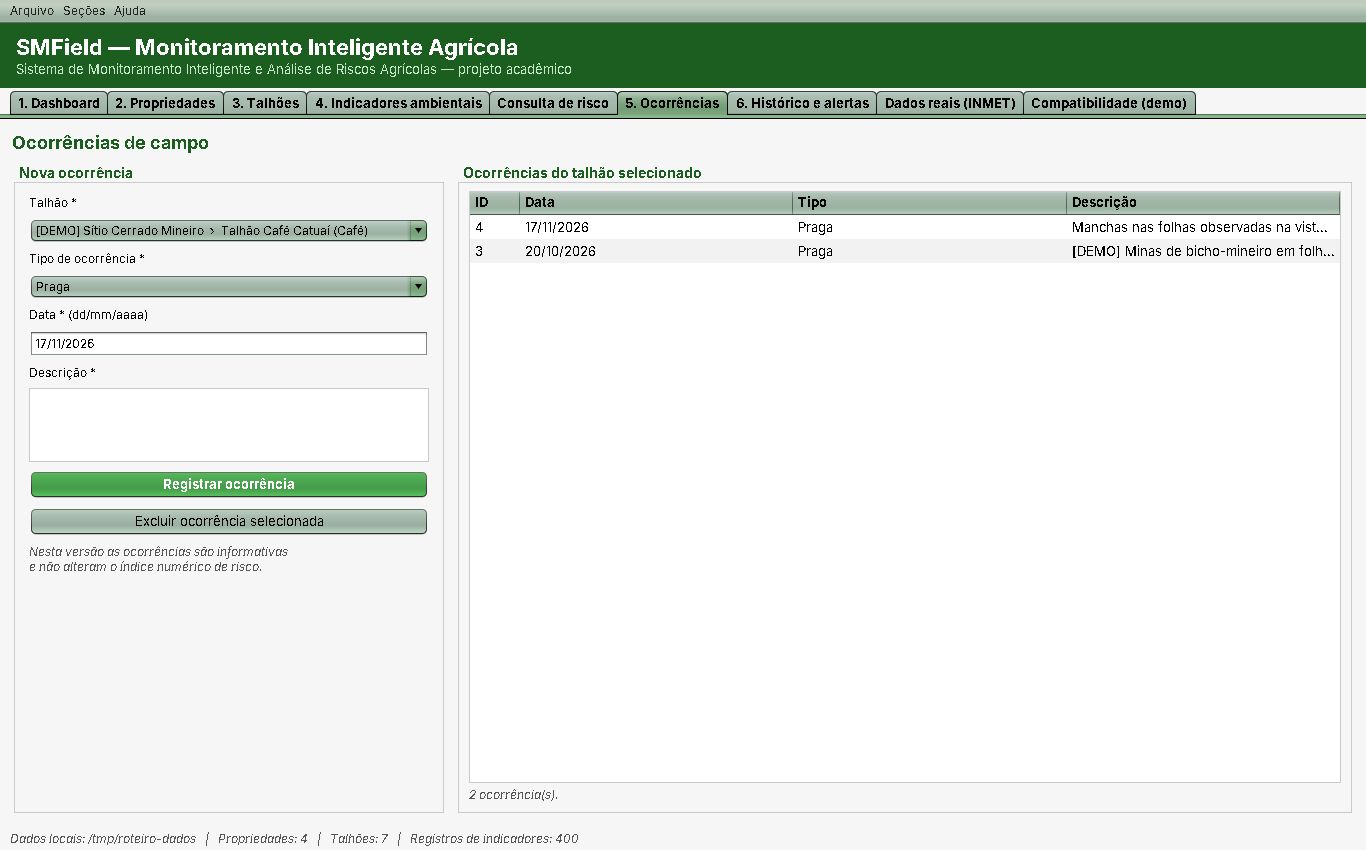 Arquivo Seções Ajuda
SMField — Monitoramento Inteligente Agrícola
Sistema de Monitoramento Inteligente e Análise de Riscos Agrícolas — projeto acadêmico
1. Dashboard 2. Propriedades 3. Talhões 4. Indicadores ambientais Consulta de risco 5. Ocorrências 6. Histórico e alertas Dados reais (INMET) Compatibilidade (demo)
Ocorrências de campo
Nova ocorrência
Talhão *
[DEMO] Sítio Cerrado Mineiro › Talhão Café Catuaí (Café)
Tipo de ocorrência *
Praga
Data * (dd/mm/aaaa)
17/11/2026
Descrição *
Registrar ocorrência
Excluir ocorrência selecionada
Nesta versão as ocorrências são informativas
e não alteram o índice numérico de risco.
Ocorrências do talhão selecionado
ID Data Tipo Descrição
4 17/11/2026 Praga Manchas nas folhas observadas na vist...
3 20/10/2026 Praga [DEMO] Minas de bicho-mineiro em folh...
2 ocorrência(s).
Dados locais: /tmp/roteiro-dados | Propriedades: 4 | Talhões: 7 | Registros de indicadores: 400